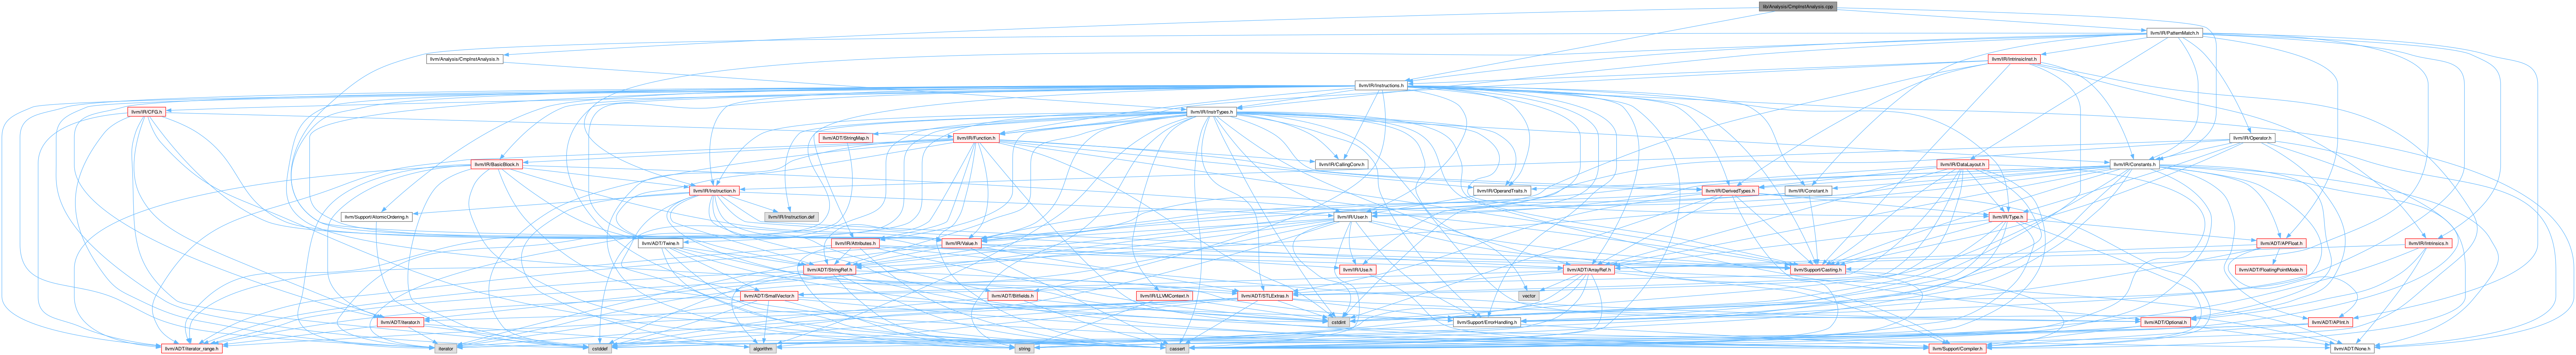 lib/Analysis/CmpInstAnalysis.cpp
llvm/IR/PatternMatch.h
llvm/Analysis/CmpInstAnalysis.h
llvm/IR/IntrinsicInst.h
llvm/IR/Instructions.h
llvm/IR/CFG.h
llvm/IR/InstrTypes.h
llvm/ADT/StringMap.h
llvm/IR/Function.h
llvm/IR/Operator.h
llvm/IR/BasicBlock.h
llvm/IR/CallingConv.h
llvm/IR/DataLayout.h
llvm/IR/Constants.h
llvm/IR/Instruction.h
llvm/IR/OperandTraits.h
llvm/IR/DerivedTypes.h
llvm/IR/Constant.h
llvm/Support/AtomicOrdering.h
llvm/IR/Instruction.def
llvm/IR/User.h
llvm/IR/Type.h
llvm/ADT/Twine.h
llvm/IR/Attributes.h
llvm/IR/Value.h
llvm/ADT/APFloat.h
llvm/IR/Intrinsics.h
llvm/ADT/StringRef.h
llvm/IR/Use.h
llvm/ADT/ArrayRef.h
llvm/Support/Casting.h
llvm/ADT/FloatingPointMode.h
llvm/ADT/SmallVector.h
llvm/ADT/Bitfields.h
llvm/IR/LLVMContext.h
llvm/ADT/STLExtras.h
vector
llvm/ADT/iterator.h
cstdint
llvm/Support/ErrorHandling.h
llvm/ADT/Optional.h
llvm/ADT/APInt.h
llvm/ADT/iterator_range.h
iterator
cstddef
algorithm
string
cassert
llvm/Support/Compiler.h
llvm/ADT/None.h